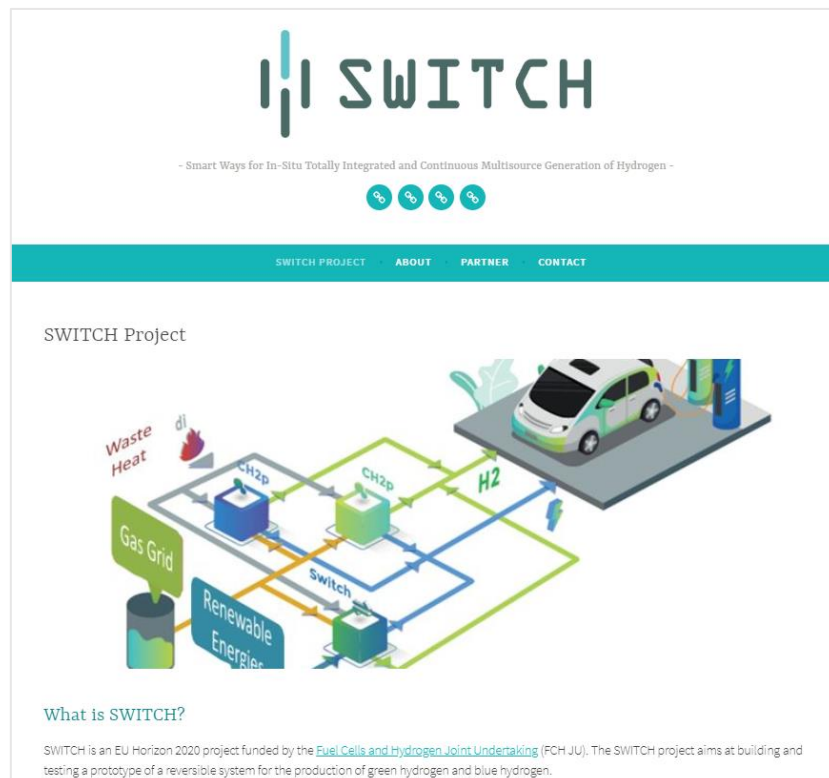 SWITCH
- Smart Ways for In-Situ Totally Integrated and Continuous Multisource Generation of Hydrogen -
SWITCH PROJECT · ABOUT · PARTNER · CONTACT
SWITCH Project
Waste
Heat
di
CH2p
CH2p
H2
Gas Grid
Switch
Renewable
Energies
What is SWITCH?
SWITCH is an EU Horizon 2020 project funded by the Fuel Cells and Hydrogen Joint Undertaking (FCH JU). The SWITCH project aims at building and
testing a prototype of a reversible system for the production of green hydrogen and blue hydrogen.